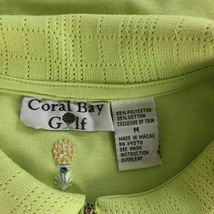 Coral Bay
Golf
65% POLYESTER
35% COTTON
EXCLUSIVE OF TRIM
M
MADE IN MACAU
RN 34570
SEE WASH
INSTRUCTION
OVERLEAF